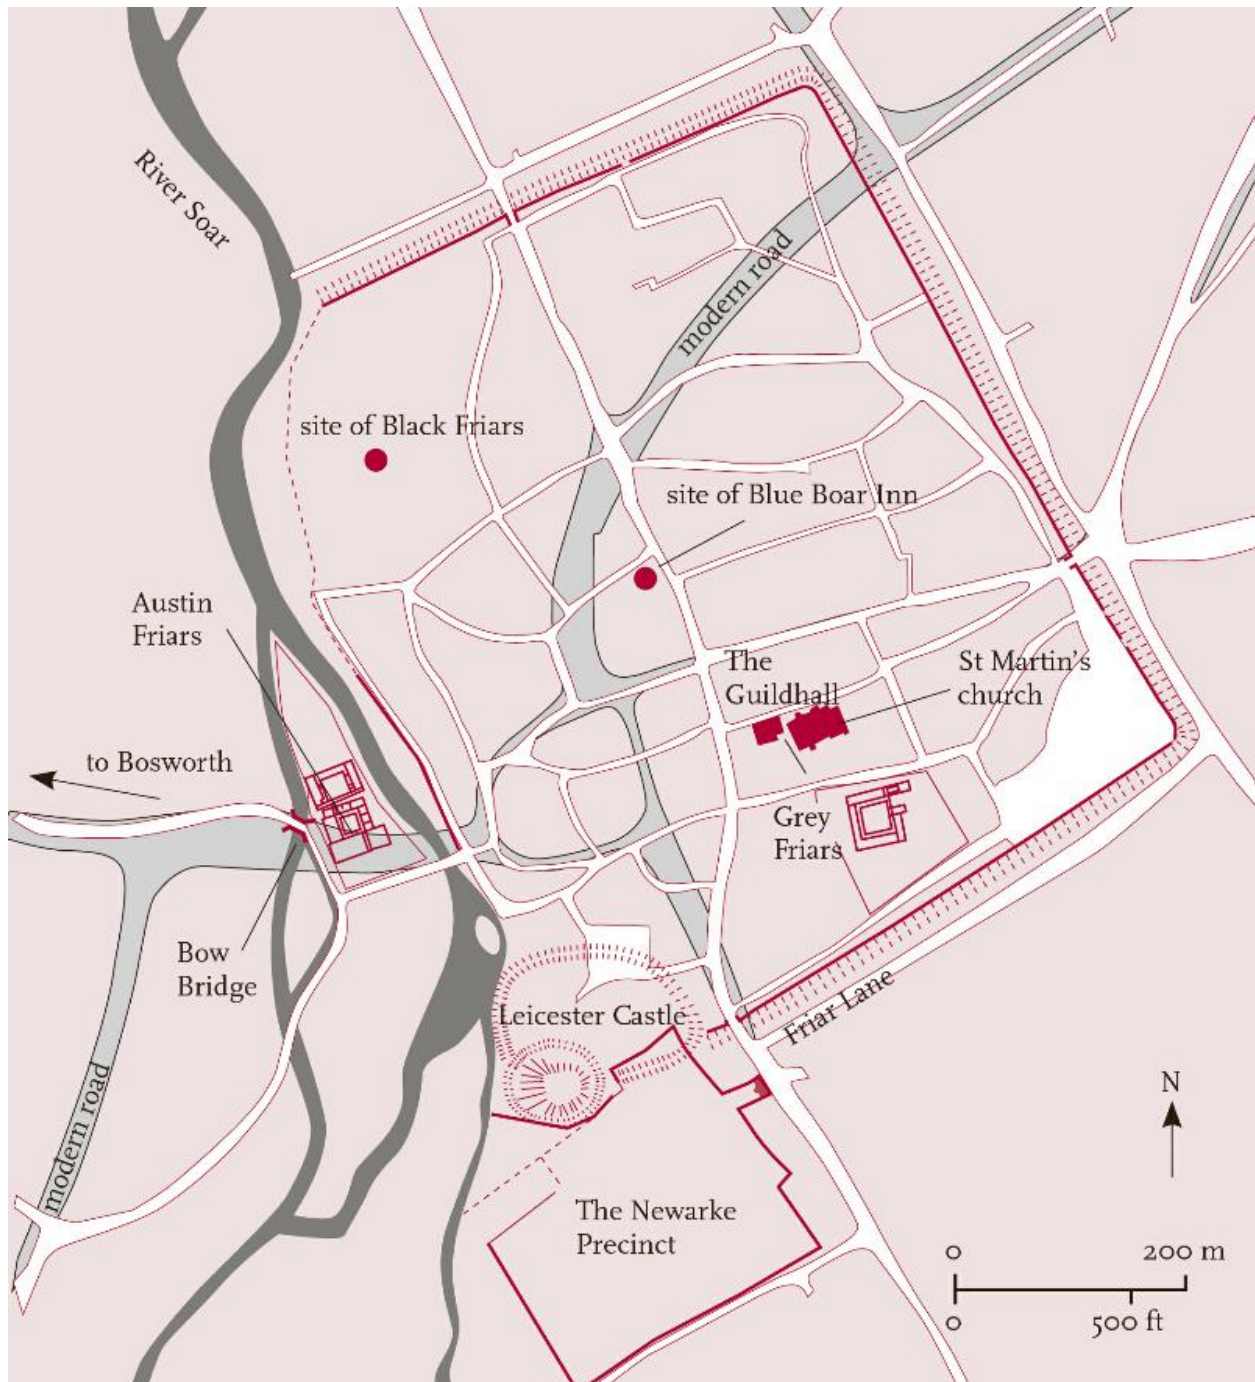 River Soar
modern road
site of Black Friars
site of Blue Boar Inn
Austin
Friars
The
Guildhall
St Martin's
church
to Bosworth
Grey
Friars
Bow
Bridge
Leicester Castle
Friar Lane
modern road
N
The Newarke
Precinct
0 200 m
0 500 ft